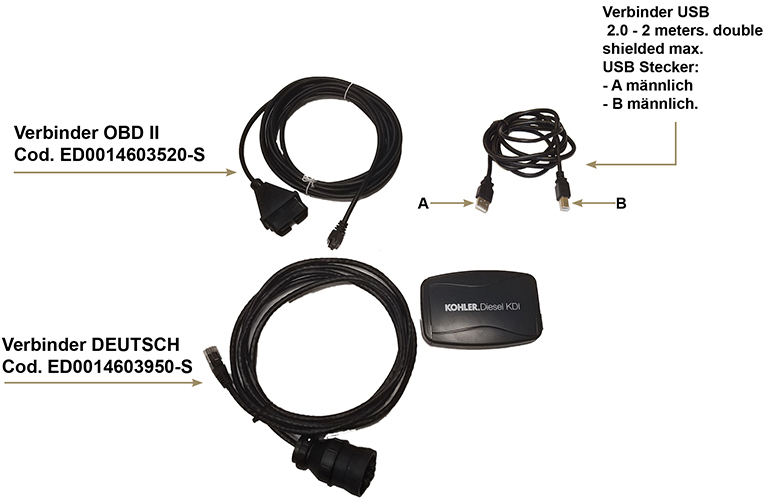 Verbinder USB
2.0 - 2 meters. double
shielded max.
USB Stecker:
- A männlich
- B männlich.
Verbinder OBD II
Cod. ED0014603520-S
A
B
KOHLER.Diesel KDI
Verbinder DEUTSCH
Cod. ED0014603950-S